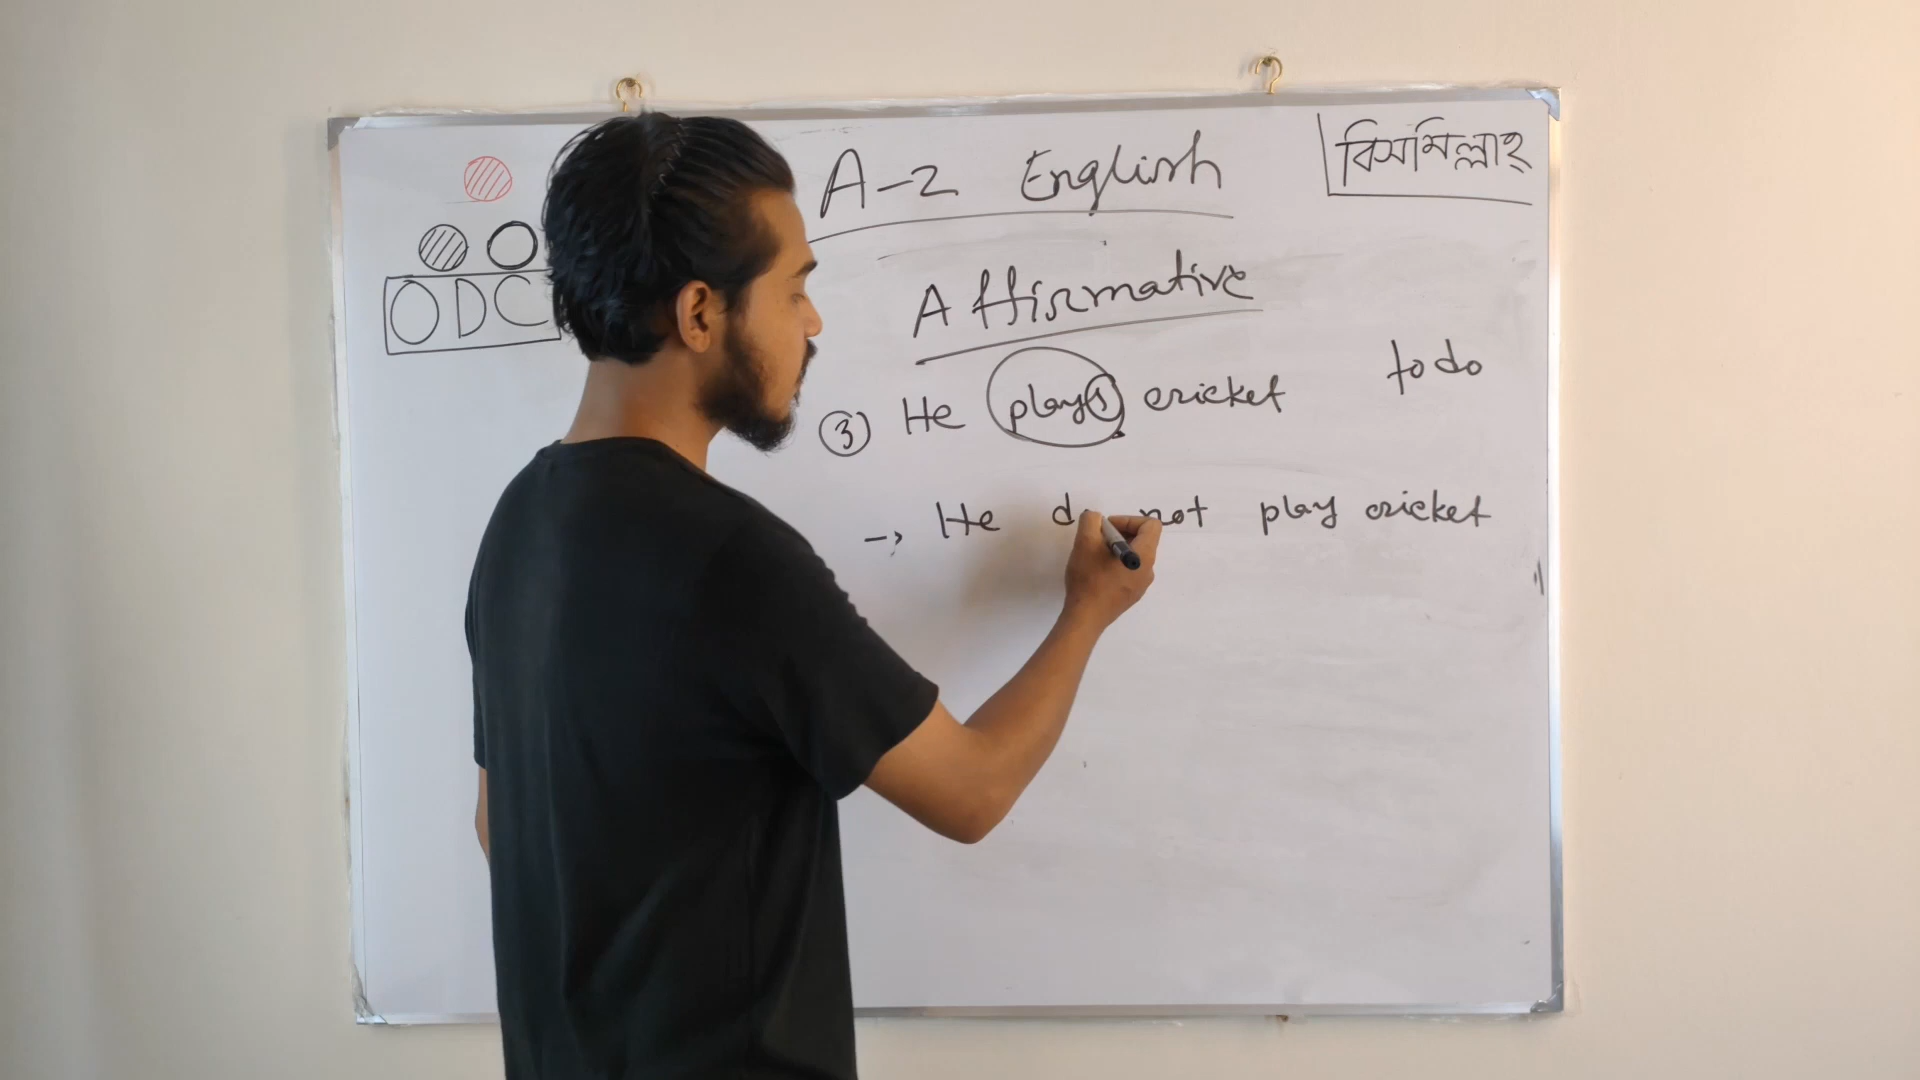 A-Z English
বিসমিল্লাহ্
ODC
Affirmative
to do
③ He plays cricket
→ He not play cricket